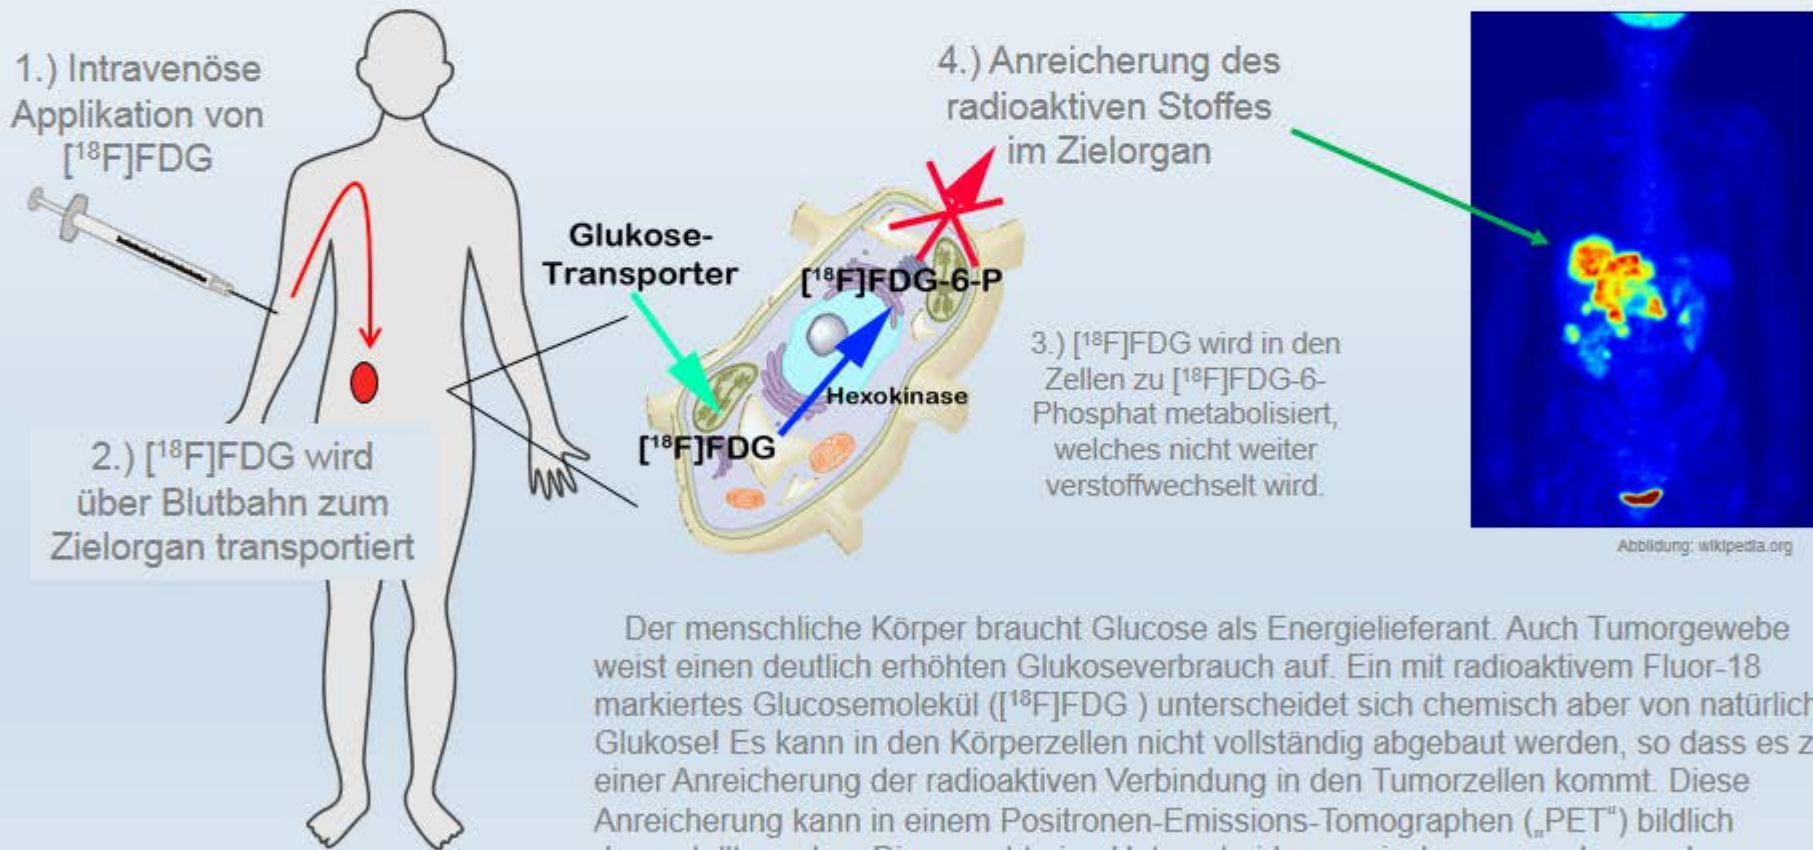 1.) Intravenöse
Applikation von
[¹⁸F]FDG
2.) [¹⁸F]FDG wird
über Blutbahn zum
Zielorgan transportiert
Glukose-
Transporter
[¹⁸F]FDG-6-P
Hexokinase
[¹⁸F]FDG
3.) [¹⁸F]FDG wird in den
Zellen zu [¹⁸F]FDG-6-
Phosphat metabolisiert,
welches nicht weiter
verstoffwechselt wird.
4.) Anreicherung des
radioaktiven Stoffes
im Zielorgan
Abbildung: wikipedia.org
Der menschliche Körper braucht Glucose als Energielieferant. Auch Tumorgewebe
weist einen deutlich erhöhten Glukoseverbrauch auf. Ein mit radioaktivem Fluor-18
markiertes Glucosemolekül ([¹⁸F]FDG ) unterscheidet sich chemisch aber von natürlich
Glukose! Es kann in den Körperzellen nicht vollständig abgebaut werden, so dass es z
einer Anreicherung der radioaktiven Verbindung in den Tumorzellen kommt. Diese
Anreicherung kann in einem Positronen-Emissions-Tomographen („PET“) bildlich